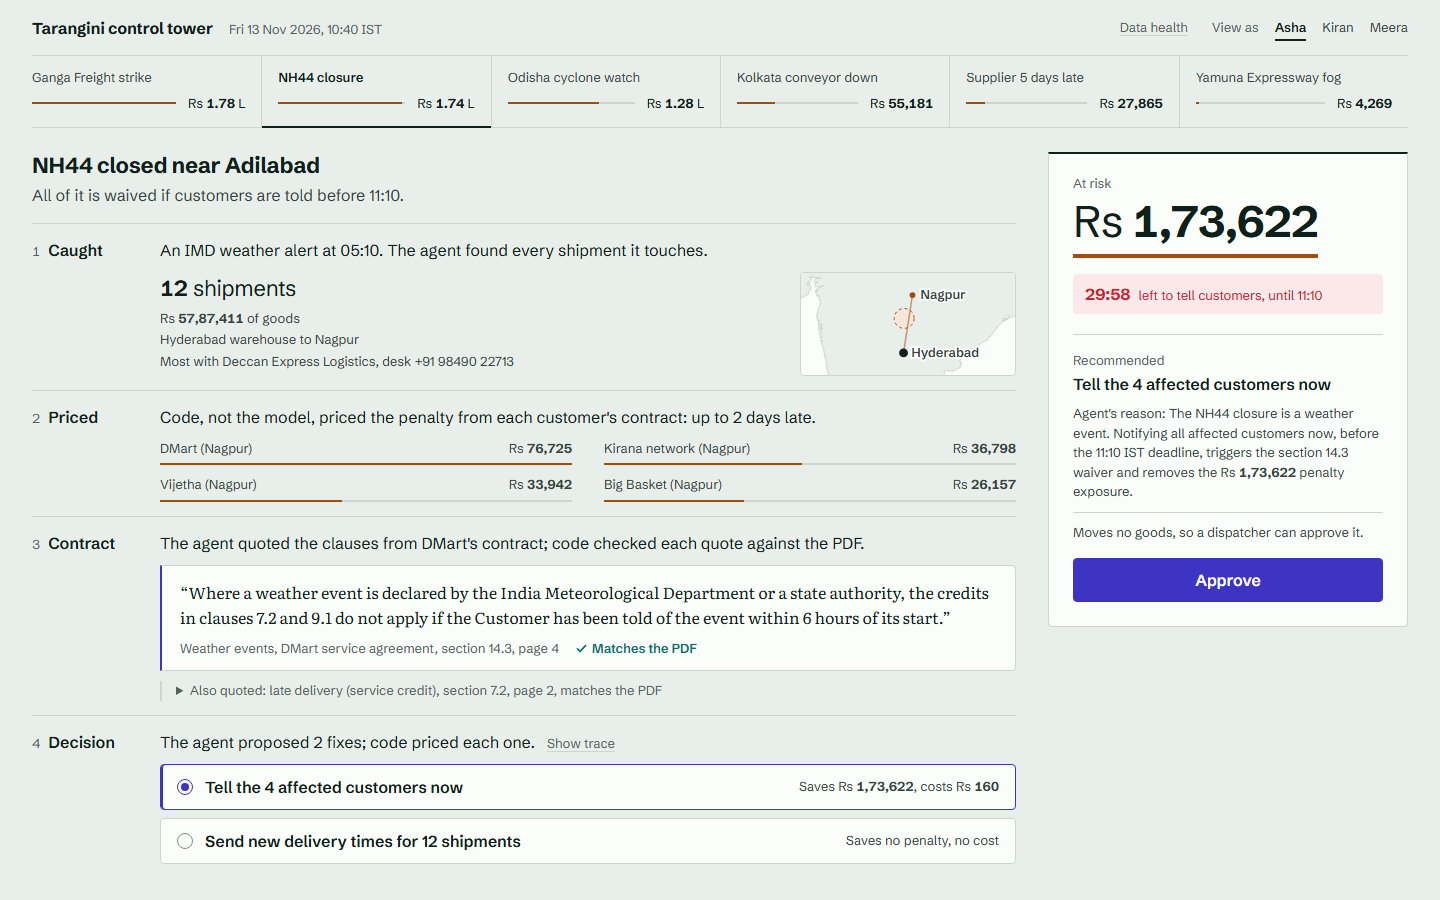 Tarangini control tower
Fri 13 Nov 2026, 10:40 IST
Data health
View as
Asha
Kiran
Meera
Ganga Freight strike
Rs 1.78 L
NH44 closure
Rs 1.74 L
Odisha cyclone watch
Rs 1.28 L
Kolkata conveyor down
Rs 55,181
Supplier 5 days late
Rs 27,865
Yamuna Expressway fog
Rs 4,269
NH44 closed near Adilabad
All of it is waived if customers are told before 11:10.
1 Caught
An IMD weather alert at 05:10. The agent found every shipment it touches.
12 shipments
Rs 57,87,411 of goods
Hyderabad warehouse to Nagpur
Most with Deccan Express Logistics, desk +91 98490 22713
Nagpur
Hyderabad
2 Priced
Code, not the model, priced the penalty from each customer's contract: up to 2 days late.
DMart (Nagpur)
Rs 76,725
Kirana network (Nagpur)
Rs 36,798
Vijetha (Nagpur)
Rs 33,942
Big Basket (Nagpur)
Rs 26,157
3 Contract
The agent quoted the clauses from DMart's contract; code checked each quote against the PDF.
“Where a weather event is declared by the India Meteorological Department or a state authority, the credits
in clauses 7.2 and 9.1 do not apply if the Customer has been told of the event within 6 hours of its start.”
Weather events, DMart service agreement, section 14.3, page 4
✓ Matches the PDF
▶ Also quoted: late delivery (service credit), section 7.2, page 2, matches the PDF
4 Decision
The agent proposed 2 fixes; code priced each one.
Show trace
Tell the 4 affected customers now
Saves Rs 1,73,622, costs Rs 160
Send new delivery times for 12 shipments
Saves no penalty, no cost
At risk
Rs 1,73,622
29:58 left to tell customers, until 11:10
Recommended
Tell the 4 affected customers now
Agent's reason: The NH44 closure is a weather
event. Notifying all affected customers now, before
the 11:10 IST deadline, triggers the section 14.3
waiver and removes the Rs 1,73,622 penalty
exposure.
Moves no goods, so a dispatcher can approve it.
Approve